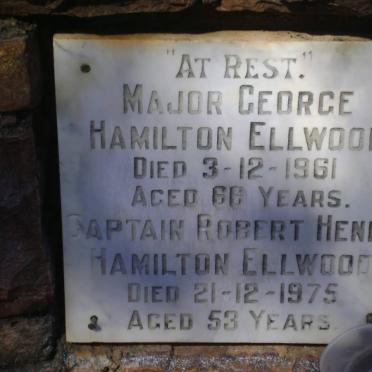 "AT REST."
MAJOR GEORGE
HAMILTON ELLWOOD
DIED 3-12-1961
AGED 66 YEARS.
CAPTAIN ROBERT HENRY
HAMILTON ELLWOOD
DIED 21-12-1975
AGED 53 YEARS.